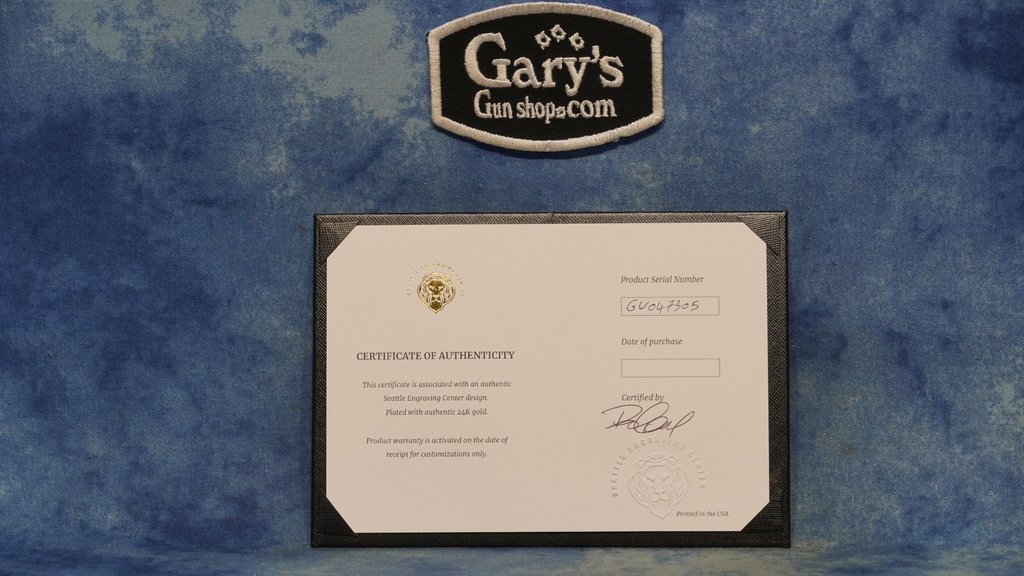 Gary's
Gun shop.com
CERTIFICATE OF AUTHENTICITY
This certificate is associated with an authentic
Seattle Engraving Center design.
Plated with authentic 24K gold.
Product warranty is activated on the date of
receipt for customizations only.
Product Serial Number
GU047305
Date of purchase
Certified by
SEATTLE ENGRAVING CENTER
Printed in the USA